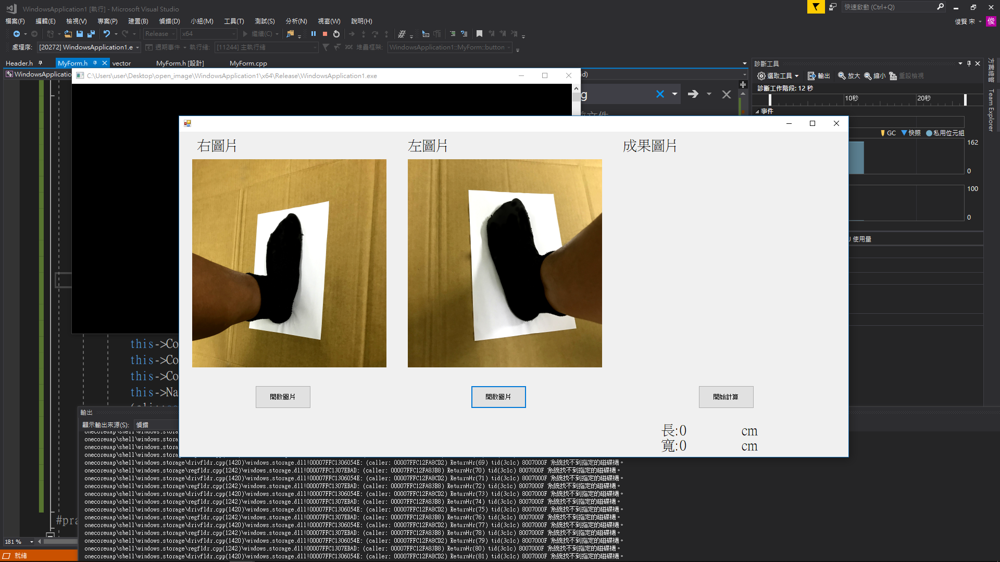 WindowsApplication1 [執行] - Microsoft Visual Studio
快速啟動 (Ctrl+Q)
檔案(F) 編輯(E) 檢視(V) 專案(P) 建置(B) 偵錯(D) 小組(M) 工具(T) 測試(S) 分析(N) 視窗(W) 說明(H)
俊賢 宋 俊
Release x64 繼續(C)
處理序: [20272] WindowsApplication1.e 週期事件 執行緒: [11244] 主執行緒 堆疊框架: WindowsApplication1::MyForm::button
Header.h MyForm.h vector MyForm.h [設計] MyForm.cpp
WindowsApplicatio
C:\Users\user\Desktop\open_image\WindowsApplication1\x64\Release\WindowsApplication1.exe
id)
g
診斷工具
選取工具 輸出 放大 縮小 重設檢視
診斷工作階段: 12 秒
10秒 20秒
事件
GC 快照 私用位元組
162
0
100
0
使用量
方案總管
Team Explorer
右圖片 左圖片 成果圖片
開啟圖片 開啟圖片 開始計算
長:0 cm
寬:0 cm
this->Co
this->Co
this->Co
this->Na
#pra
181 %
就緒
輸出
顯示輸出來源(S): 偵錯
onecoreuap\shell\windows.stora
onecoreuap\shell\windows.stora
onecoreuap\shell\windows.stora
onecoreuap\shell\windows.stora
onecoreuap\shell\windows.storage\drivfldr.cpp(1420)\windows.storage.dll!00007FFC1306054E: (caller: 00007FFC12FA8CD2) ReturnHr(69) tid(3c1c) 8007000F 系統找不到指定的磁碟機。
onecoreuap\shell\windows.storage\regfldr.cpp(1242)\windows.storage.dll!00007FFC1307EBAD: (caller: 00007FFC12FA83B8) ReturnHr(70) tid(3c1c) 8007000F 系統找不到指定的磁碟機。
onecoreuap\shell\windows.storage\drivfldr.cpp(1420)\windows.storage.dll!00007FFC1306054E: (caller: 00007FFC12FA8CD2) ReturnHr(71) tid(3c1c) 8007000F 系統找不到指定的磁碟機。
onecoreuap\shell\windows.storage\regfldr.cpp(1242)\windows.storage.dll!00007FFC1307EBAD: (caller: 00007FFC12FA83B8) ReturnHr(72) tid(3c1c) 8007000F 系統找不到指定的磁碟機。
onecoreuap\shell\windows.storage\drivfldr.cpp(1420)\windows.storage.dll!00007FFC1306054E: (caller: 00007FFC12FA8CD2) ReturnHr(73) tid(3c1c) 8007000F 系統找不到指定的磁碟機。
onecoreuap\shell\windows.storage\regfldr.cpp(1242)\windows.storage.dll!00007FFC1307EBAD: (caller: 00007FFC12FA83B8) ReturnHr(74) tid(3c1c) 8007000F 系統找不到指定的磁碟機。
onecoreuap\shell\windows.storage\drivfldr.cpp(1420)\windows.storage.dll!00007FFC1306054E: (caller: 00007FFC12FA8CD2) ReturnHr(75) tid(3c1c) 8007000F 系統找不到指定的磁碟機。
onecoreuap\shell\windows.storage\regfldr.cpp(1242)\windows.storage.dll!00007FFC1307EBAD: (caller: 00007FFC12FA83B8) ReturnHr(76) tid(3c1c) 8007000F 系統找不到指定的磁碟機。
onecoreuap\shell\windows.storage\drivfldr.cpp(1420)\windows.storage.dll!00007FFC1306054E: (caller: 00007FFC12FA8CD2) ReturnHr(77) tid(3c1c) 8007000F 系統找不到指定的磁碟機。
onecoreuap\shell\windows.storage\regfldr.cpp(1242)\windows.storage.dll!00007FFC1307EBAD: (caller: 00007FFC12FA83B8) ReturnHr(78) tid(3c1c) 8007000F 系統找不到指定的磁碟機。
onecoreuap\shell\windows.storage\drivfldr.cpp(1420)\windows.storage.dll!00007FFC1306054E: (caller: 00007FFC12FA8CD2) ReturnHr(79) tid(3c1c) 8007000F 系統找不到指定的磁碟機。
onecoreuap\shell\windows.storage\regfldr.cpp(1242)\windows.storage.dll!00007FFC1307EBAD: (caller: 00007FFC12FA83B8) ReturnHr(80) tid(3c1c) 8007000F 系統找不到指定的磁碟機。
onecoreuap\shell\windows.storage\drivfldr.cpp(1420)\windows.storage.dll!00007FFC1306054E: (caller: 00007FFC12FA8CD2) ReturnHr(81) tid(3c1c) 8007000F 系統找不到指定的磁碟機。